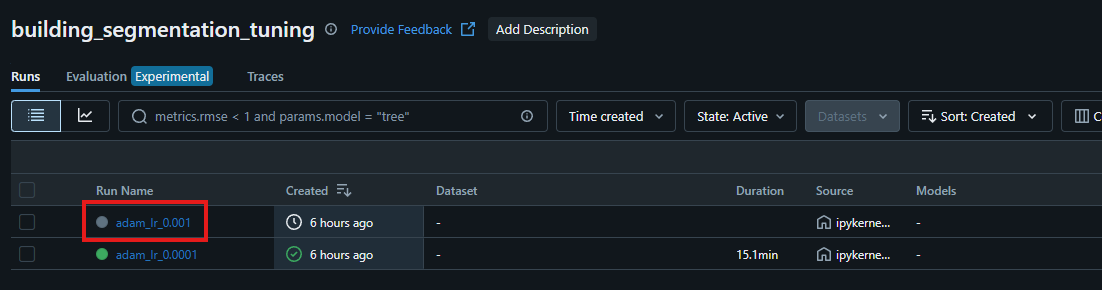 building_segmentation_tuning Provide Feedback Add Description
Runs Evaluation Experimental Traces
metrics.rmse < 1 and params.model = "tree" Time created State: Active Datasets Sort: Created C
Run Name Created Dataset Duration Source Models
adam_lr_0.001 6 hours ago - ipykerne... -
adam_lr_0.0001 6 hours ago - 15.1min ipykerne... -